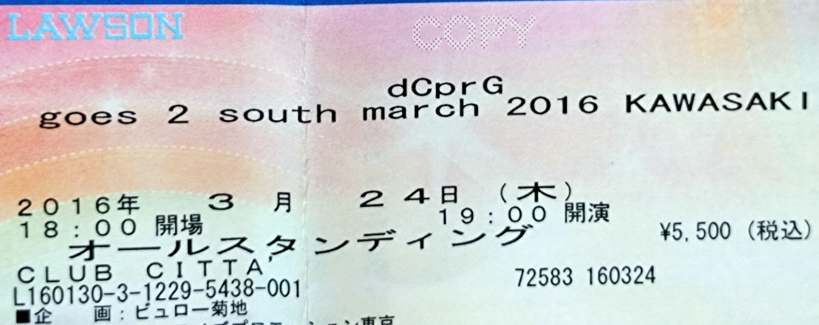 LAWSON
COPY
dCprG
goes 2 south march 2016 KAWASAKI
2016年 3月 24日 (木)
18:00 開場 19:00 開演
オールスタンディング ¥5,500 (税込)
CLUB CITTA'
72583 160324
L160130-3-1229-5438-001
■企 画:ビュロー菊地